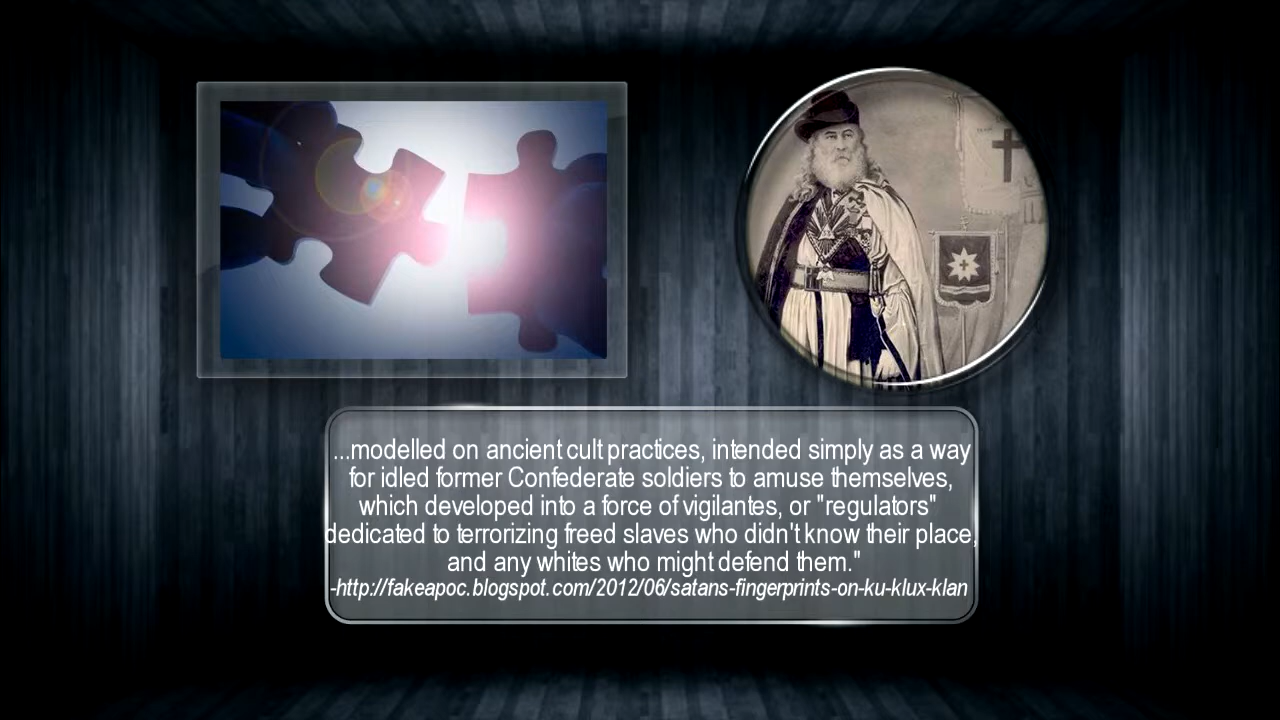 ...modelled on ancient cult practices, intended simply as a way
for idled former Confederate soldiers to amuse themselves,
which developed into a force of vigilantes, or "regulators"
dedicated to terrorizing freed slaves who didn't know their place,
and any whites who might defend them."
-http://fakeapoc.blogspot.com/2012/06/satans-fingerprints-on-ku-klux-klan